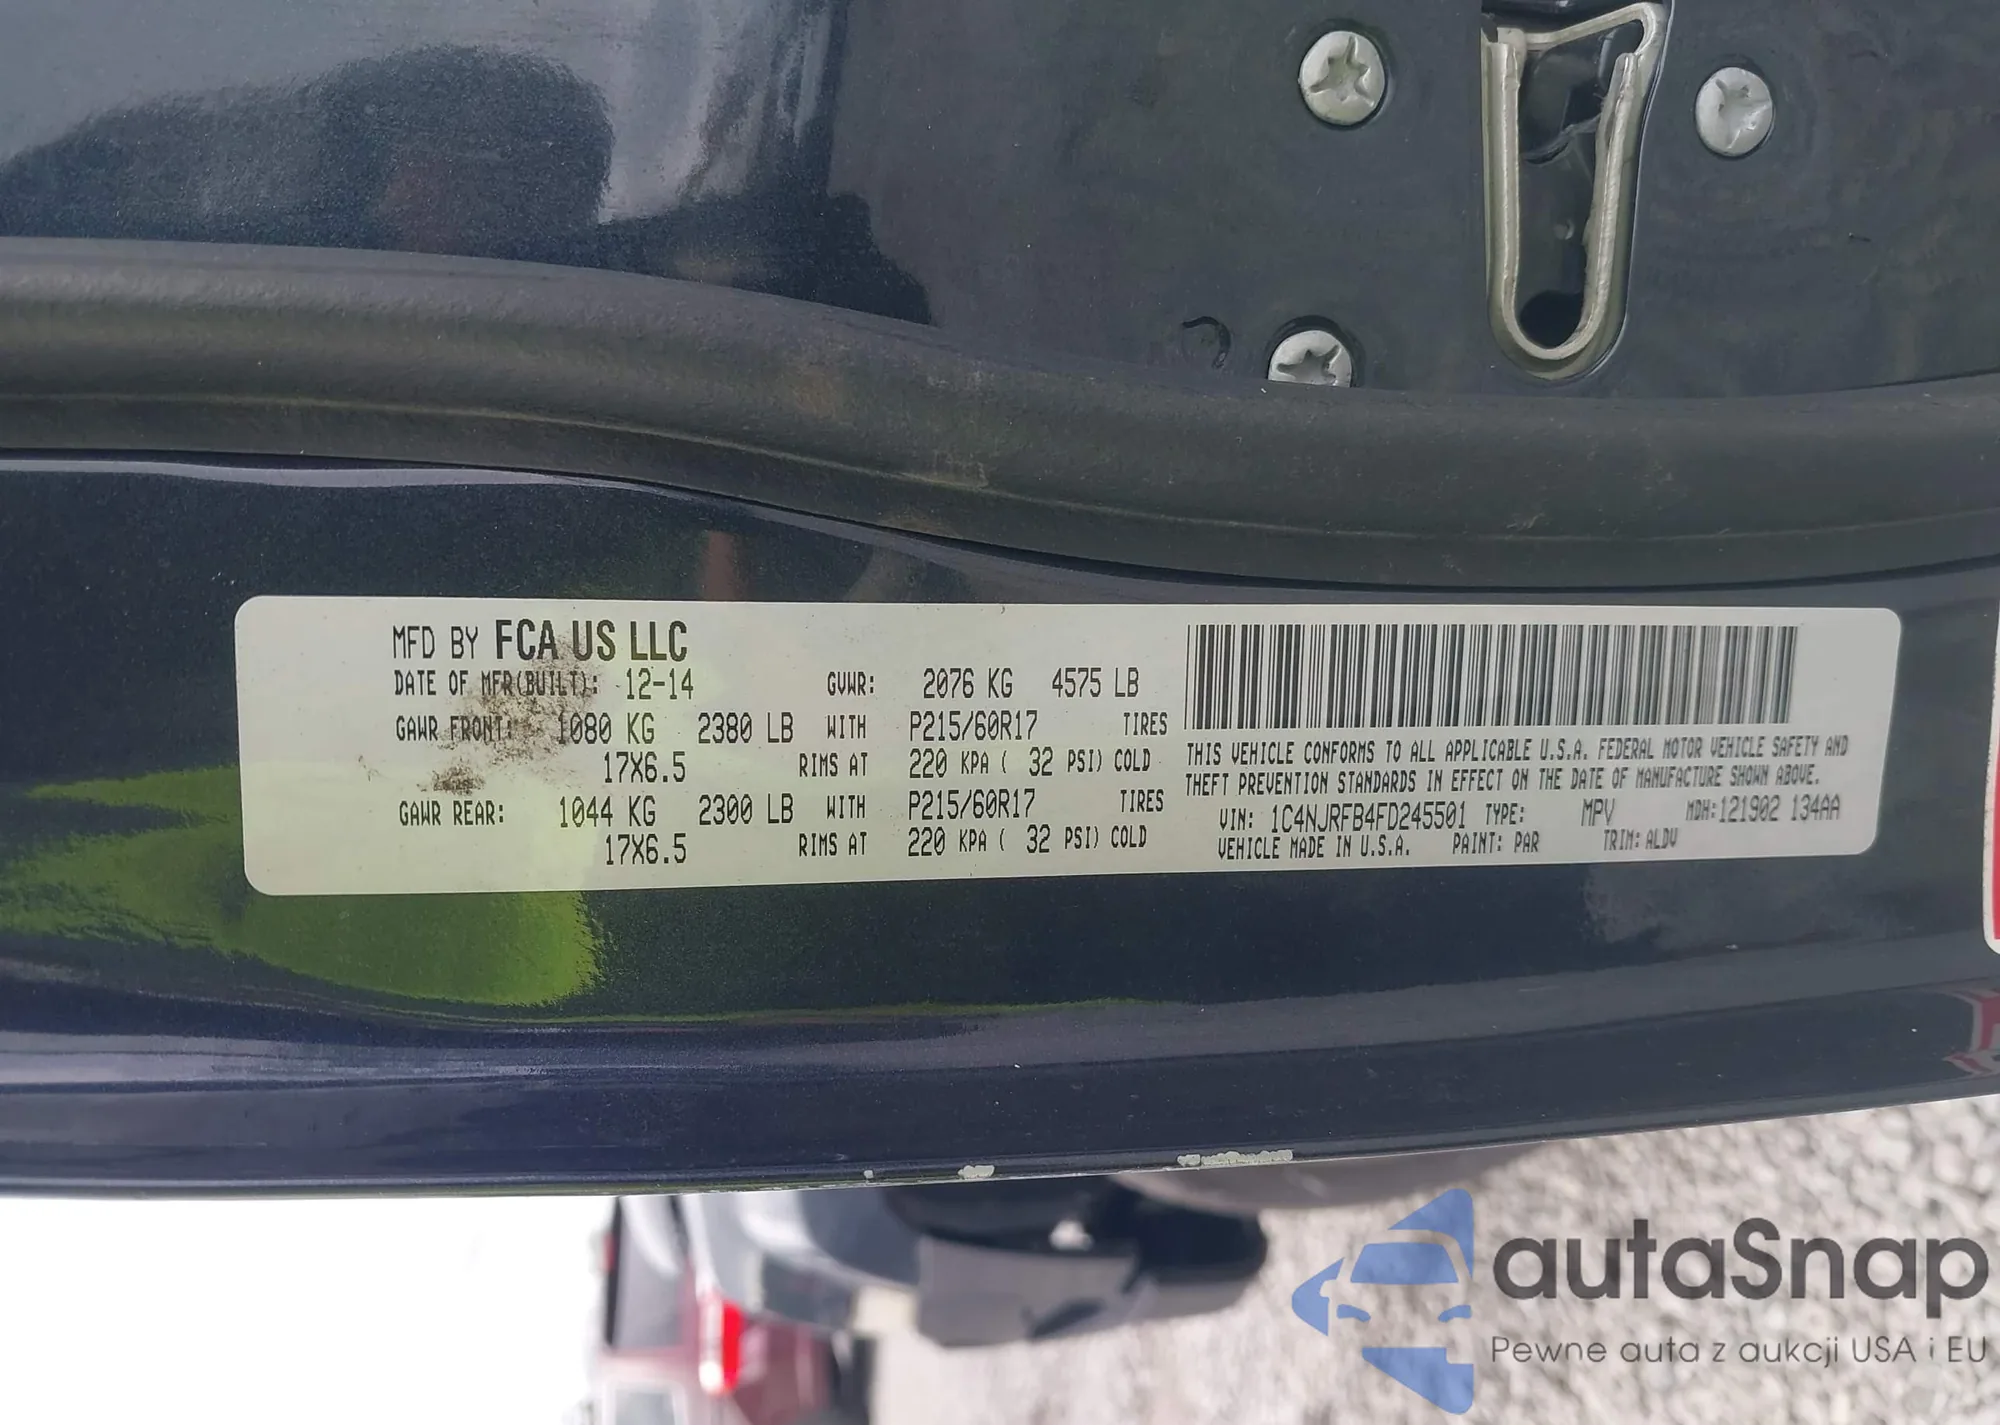 MFD BY FCA US LLC
DATE OF MFR(BUILT): 12-14 GVWR: 2076 KG 4575 LB
GAWR FRONT: 1080 KG 2380 LB WITH P215/60R17 TIRES
17X6.5 RIMS AT 220 KPA ( 32 PSI) COLD
GAWR REAR: 1044 KG 2300 LB WITH P215/60R17 TIRES
17X6.5 RIMS AT 220 KPA ( 32 PSI) COLD
THIS VEHICLE CONFORMS TO ALL APPLICABLE U.S.A. FEDERAL MOTOR VEHICLE SAFETY AND
THEFT PREVENTION STANDARDS IN EFFECT ON THE DATE OF MANUFACTURE SHOWN ABOVE.
VIN: 1C4NJRFB4FD245501 TYPE: MPV MDH:121902 134AA
VEHICLE MADE IN U.S.A. PAINT: PAR TRIM: ALDV
autaSnap
Pewne auta z aukcji USA i EU